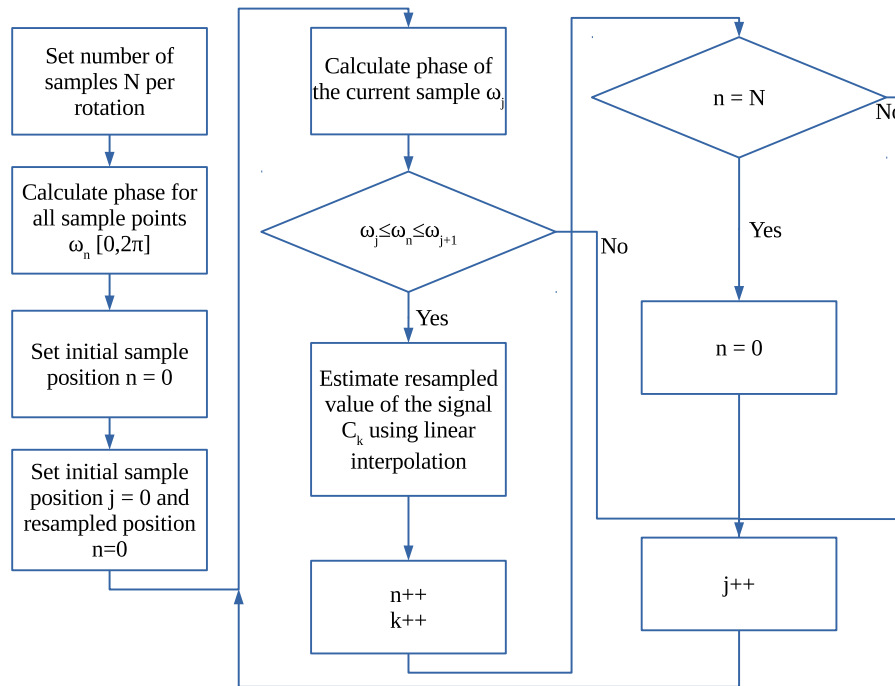 Set number of
samples N per
rotation
Calculate phase for
all sample points
ωn [0,2π]
Set initial sample
position n = 0
Set initial sample
position j = 0 and
resampled position
n=0
Calculate phase of
the current sample ωj
ωj≤ωn≤ωj+1
No
Yes
Estimate resampled
value of the signal
Ck using linear
interpolation
n++
k++
n = N
No
Yes
n = 0
j++